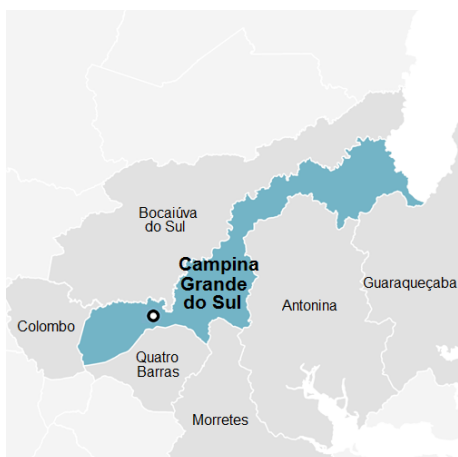 Bocaiúva
do Sul
Campina
Grande
do Sul
Guaraqueçaba
Antonina
Colombo
Quatro
Barras
Morretes